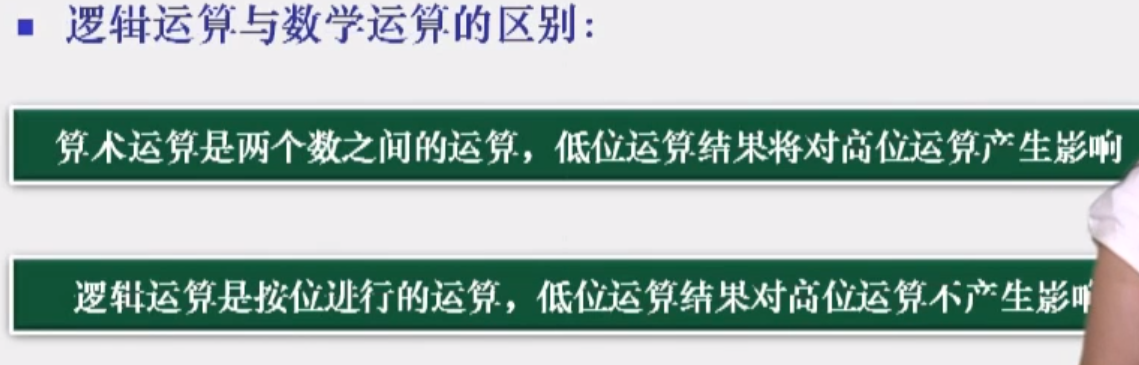 逻辑运算与数学运算的区别：
算术运算是两个数之间的运算，低位运算结果将对高位运算产生影响
逻辑运算是按位进行的运算，低位运算结果对高位运算不产生影响